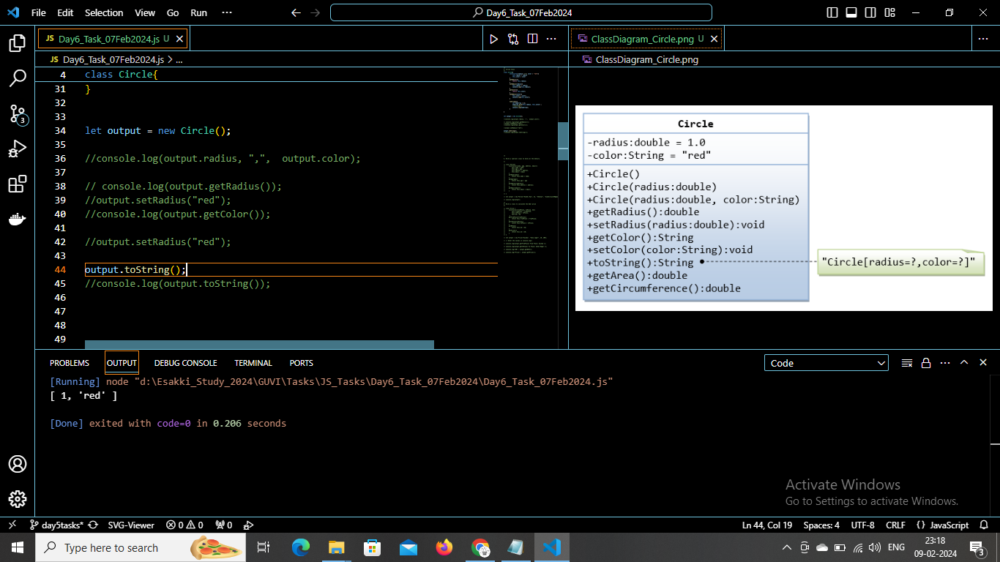 File Edit Selection View Go Run ··· Day6_Task_07Feb2024
JS Day6_Task_07Feb2024.js U
ClassDiagram_Circle.png U
JS Day6_Task_07Feb2024.js > ...
ClassDiagram_Circle.png
4 class Circle{
31 }
32
33
34 let output = new Circle();
35
36 //console.log(output.radius, ",",  output.color);
37
38 // console.log(output.getRadius());
39 //output.setRadius("red");
40 //console.log(output.getColor());
41
42 //output.setRadius("red");
43
44 output.toString();
45 //console.log(output.toString());
46
47
48
49
Circle
-radius:double = 1.0
-color:String = "red"
+Circle()
+Circle(radius:double)
+Circle(radius:double, color:String)
+getRadius():double
+setRadius(radius:double):void
+getColor():String
+setColor(color:String):void
+toString():String
"Circle[radius=?,color=?]"
+getArea():double
+getCircumference():double
3
PROBLEMS OUTPUT DEBUG CONSOLE TERMINAL PORTS Code
[Running] node "d:\Esakki_Study_2024\GUVI\Tasks\JS_Tasks\Day6_Task_07Feb2024\Day6_Task_07Feb2024.js"
[ 1, 'red' ]
[Done] exited with code=0 in 0.206 seconds
Activate Windows
Go to Settings to activate Windows.
day5tasks* SVG-Viewer 0 0 0 Ln 44, Col 19 Spaces: 4 UTF-8 CRLF {} JavaScript
Type here to search
ENG
23:18
09-02-2024
3